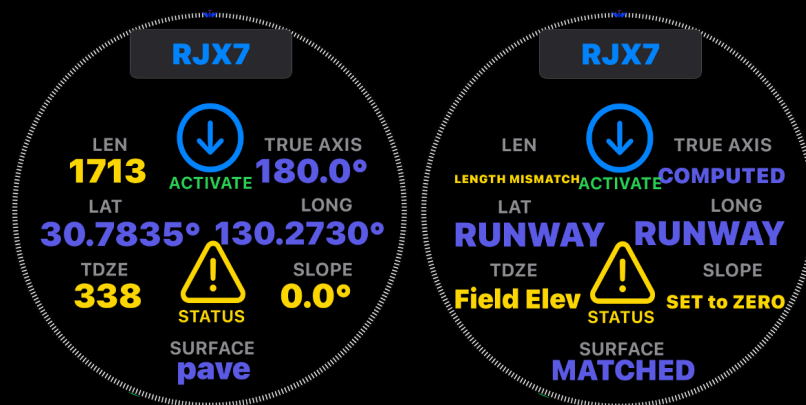 RJX7
LEN
TRUE AXIS
1713
180.0°
ACTIVATE
LAT
LONG
30.7835°
130.2730°
TDZE
SLOPE
338
0.0°
STATUS
SURFACE
pave
RJX7
LEN
TRUE AXIS
LENGTH MISMATCH
COMPUTED
ACTIVATE
LAT
LONG
RUNWAY
RUNWAY
TDZE
SLOPE
Field Elev
SET to ZERO
STATUS
SURFACE
MATCHED